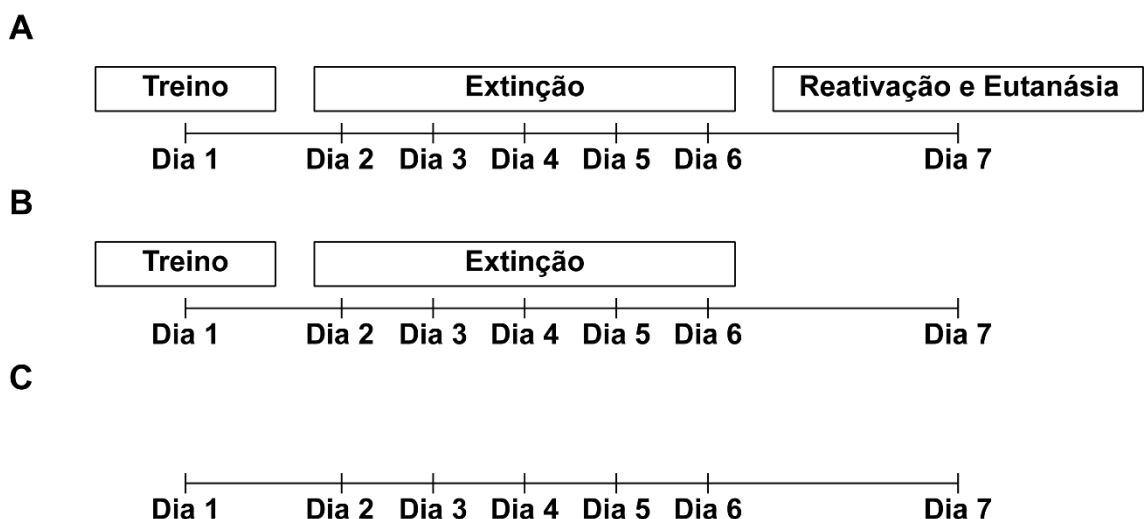 A
Treino Extinção Reativação e Eutanásia
Dia 1 Dia 2 Dia 3 Dia 4 Dia 5 Dia 6 Dia 7
B
Treino Extinção
Dia 1 Dia 2 Dia 3 Dia 4 Dia 5 Dia 6 Dia 7
C
Dia 1 Dia 2 Dia 3 Dia 4 Dia 5 Dia 6 Dia 7